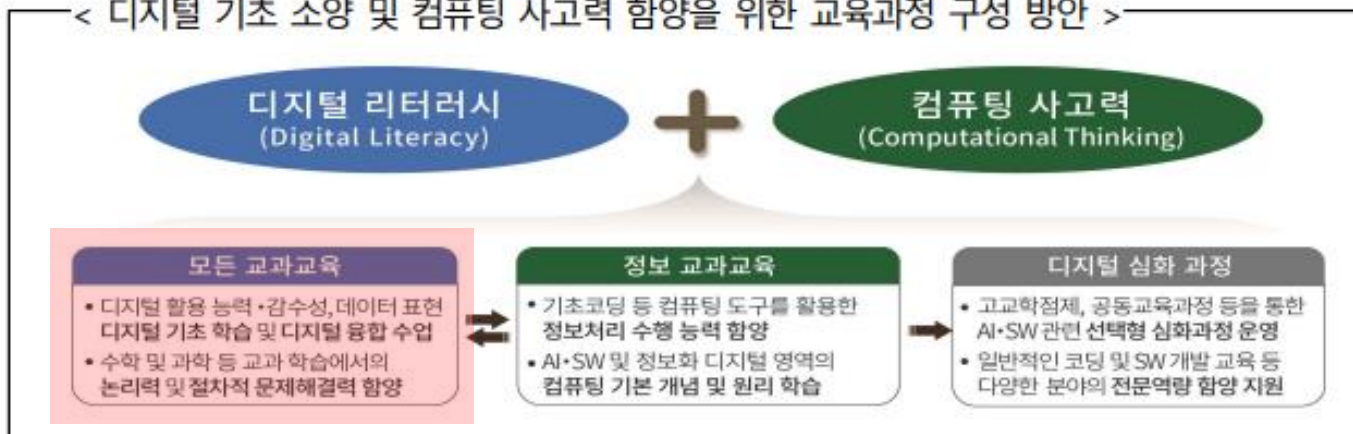 < 디지털 기초 소양 및 컴퓨팅 사고력 함양을 위한 교육과정 구성 방안 >
디지털 리터러시
(Digital Literacy)
컴퓨팅 사고력
(Computational Thinking)
모든 교과교육
• 디지털 활용 능력·감수성, 데이터 표현
디지털 기초 학습 및 디지털 융합 수업
• 수학 및 과학 등 교과 학습에서의
논리력 및 절차적 문제해결력 함양
정보 교과교육
• 기초코딩 등 컴퓨팅 도구를 활용한
정보처리 수행 능력 함양
• AI·SW 및 정보화 디지털 영역의
컴퓨팅 기본 개념 및 원리 학습
디지털 심화 과정
• 고교학점제, 공동교육과정 등을 통한
AI·SW 관련 선택형 심화과정 운영
• 일반적인 코딩 및 SW 개발 교육 등
다양한 분야의 전문역량 함양 지원